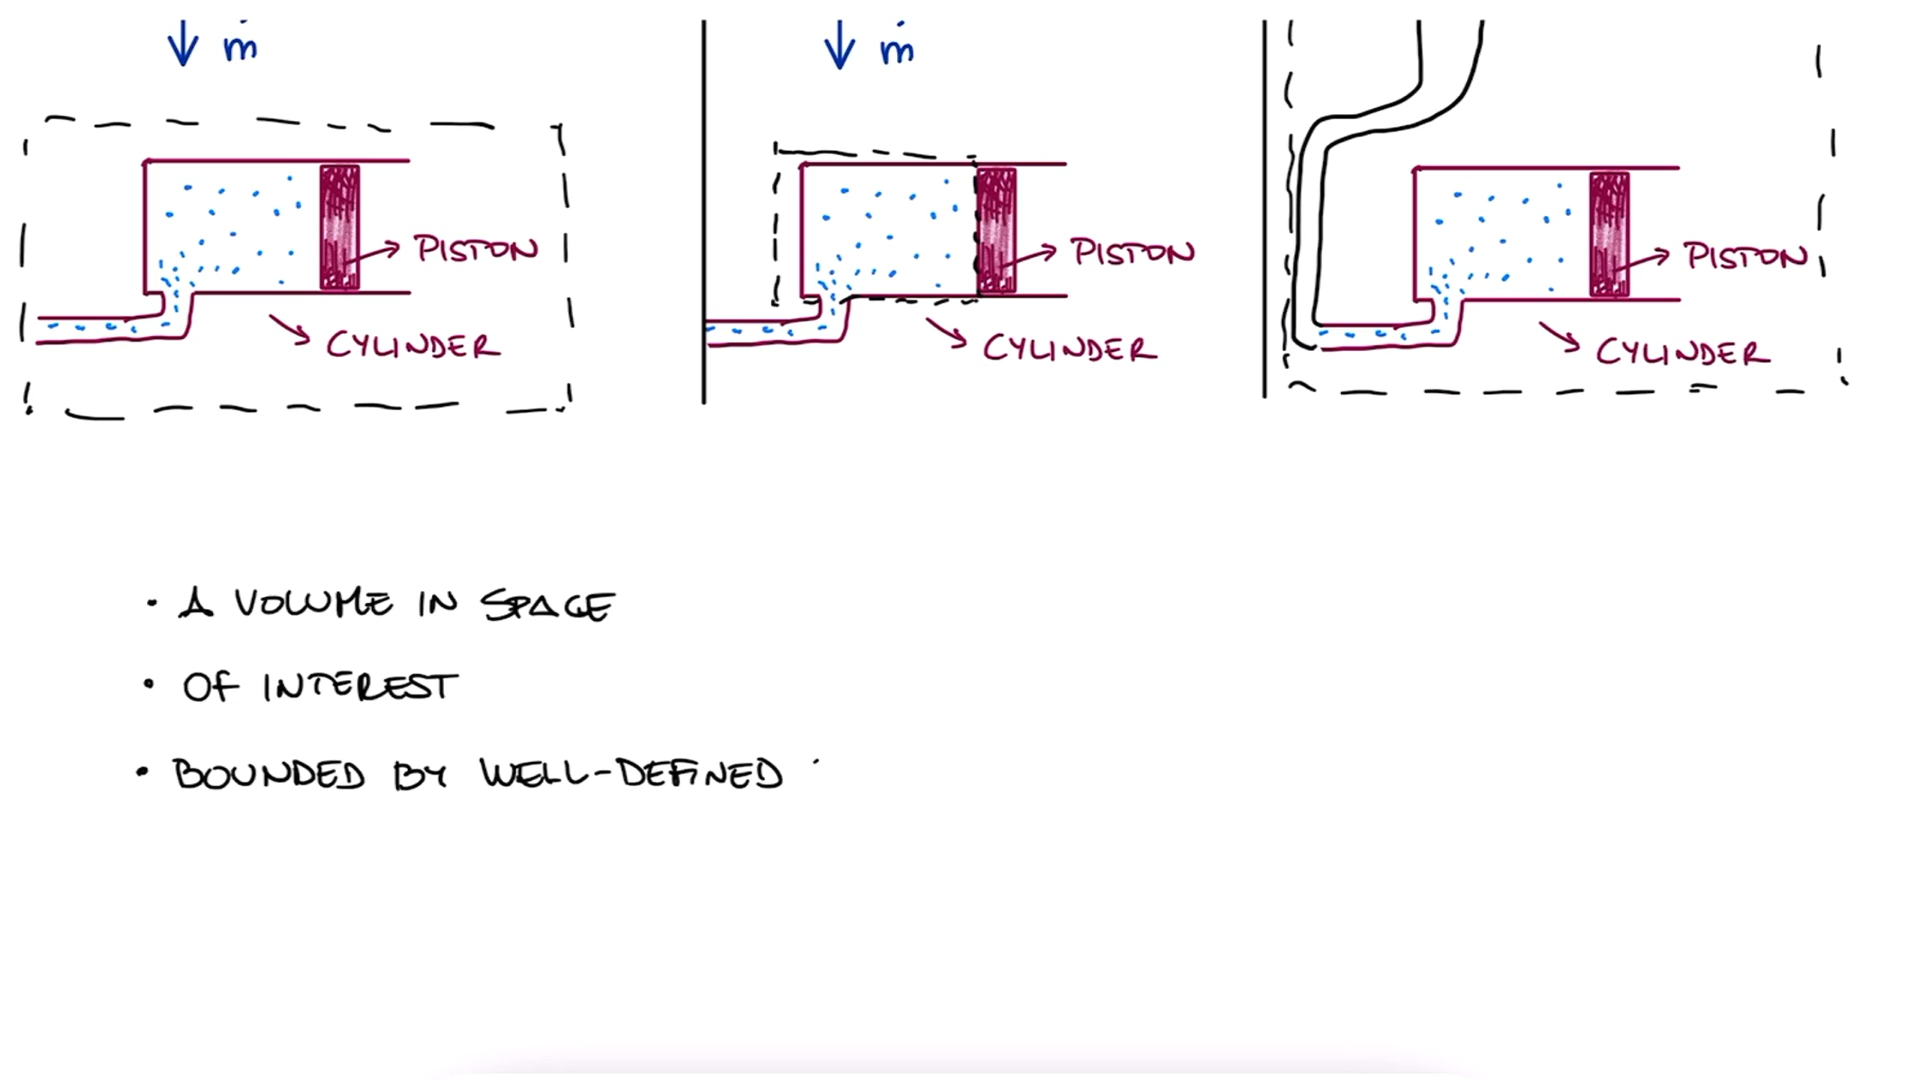 ↓ ṁ
↓ ṁ
PISTON
PISTON
PISTON
CYLINDER
CYLINDER
CYLINDER
• A VOLUME IN SPACE
• OF INTEREST
• BOUNDED BY WELL-DEFINED